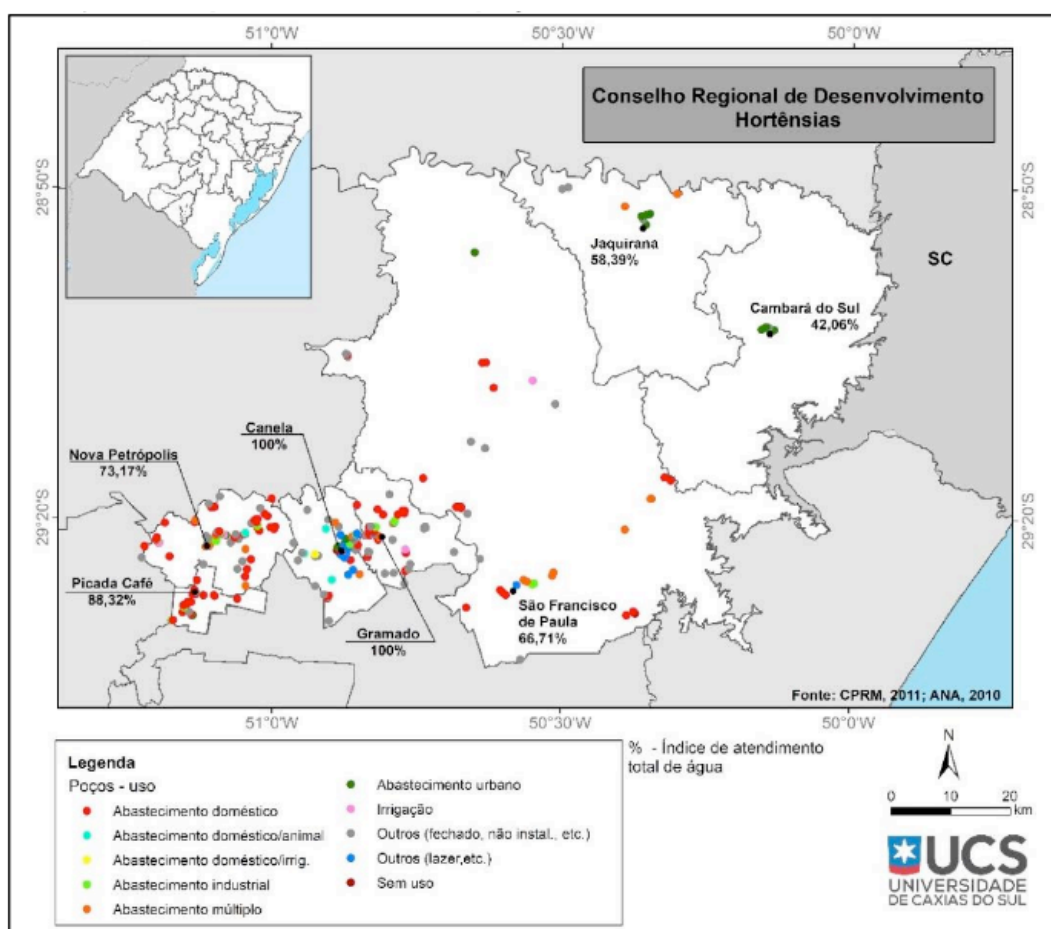 51°0'W
50°30'W
50°0'W
Conselho Regional de Desenvolvimento
Hortênsias
28°50'S
28°50'S
Jaquirana
58,39%
SC
Cambará do Sul
42,06%
Canela
100%
Nova Petrópolis
73,17%
29°20'S
29°20'S
Picada Café
88,32%
São Francisco
de Paula
66,71%
Gramado
100%
Fonte: CPRM, 2011; ANA, 2010
51°0'W
50°30'W
50°0'W
Legenda
Poços - uso
Abastecimento doméstico
Abastecimento doméstico/animal
Abastecimento doméstico/irrig.
Abastecimento industrial
Abastecimento múltiplo
Abastecimento urbano
Irrigação
Outros (fechado, não instal., etc.)
Outros (lazer,etc.)
Sem uso
% - Índice de atendimento
total de água
N
0 10 20
km
UCS
UNIVERSIDADE
DE CAXIAS DO SUL